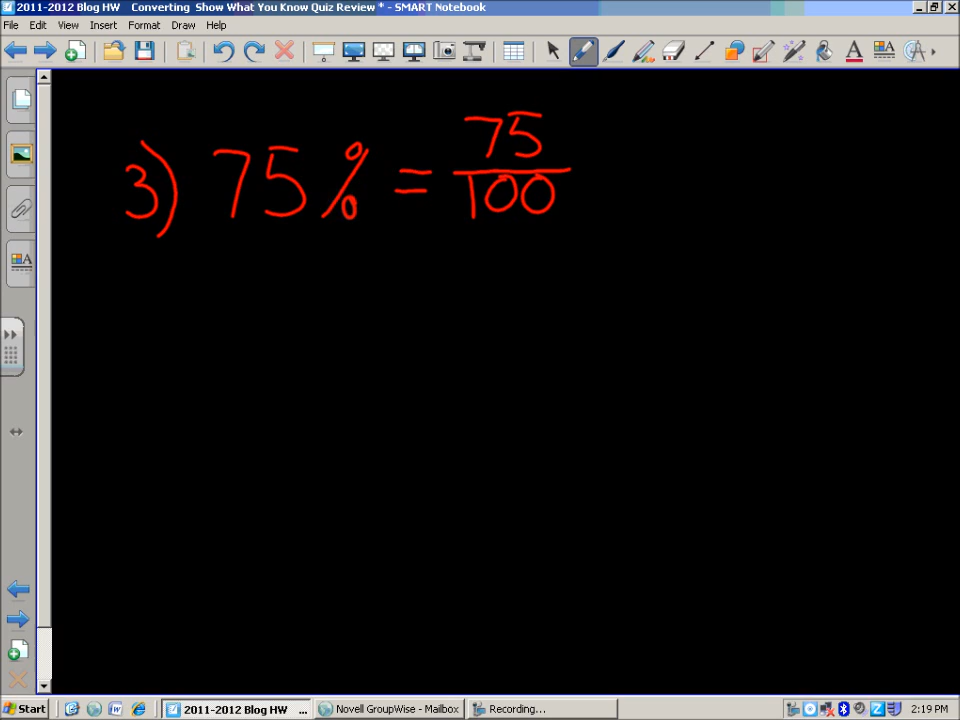 2011-2012 Blog HW Converting Show What You Know Quiz Review * - SMART Notebook
File Edit View Insert Format Draw Help
3) 75% = 75/100
Start 2011-2012 Blog HW ... Novell GroupWise - Mailbox Recording... 2:19 PM